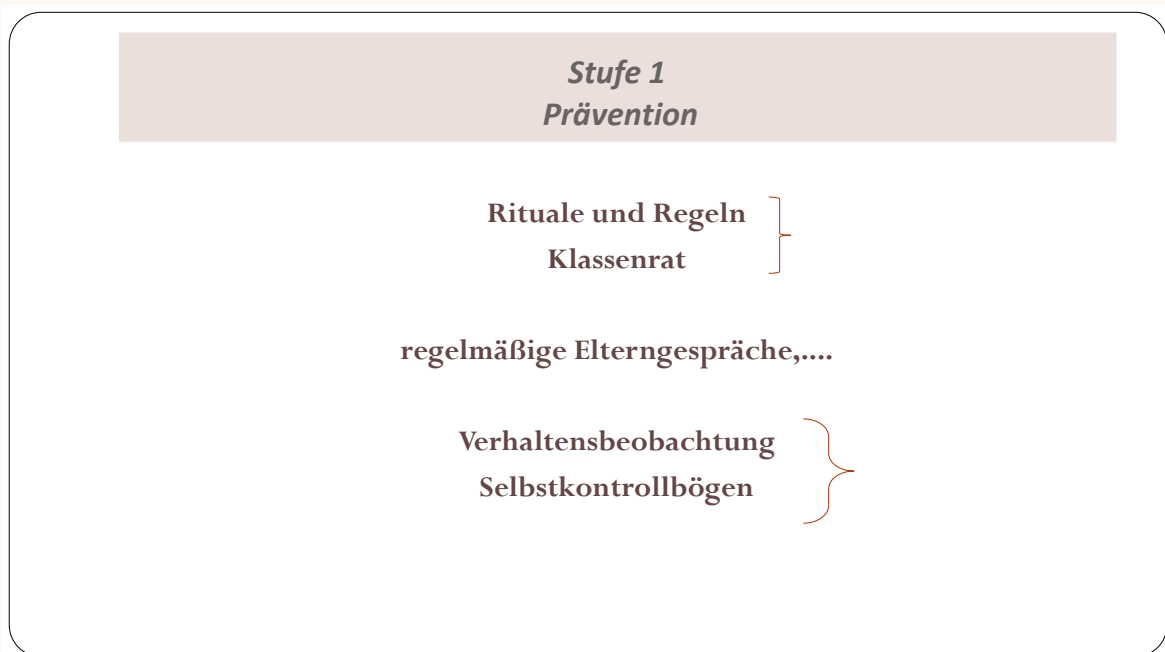 Stufe 1
Prävention
Rituale und Regeln
Klassenrat
regelmäßige Elterngespräche,....
Verhaltensbeobachtung
Selbstkontrollbögen